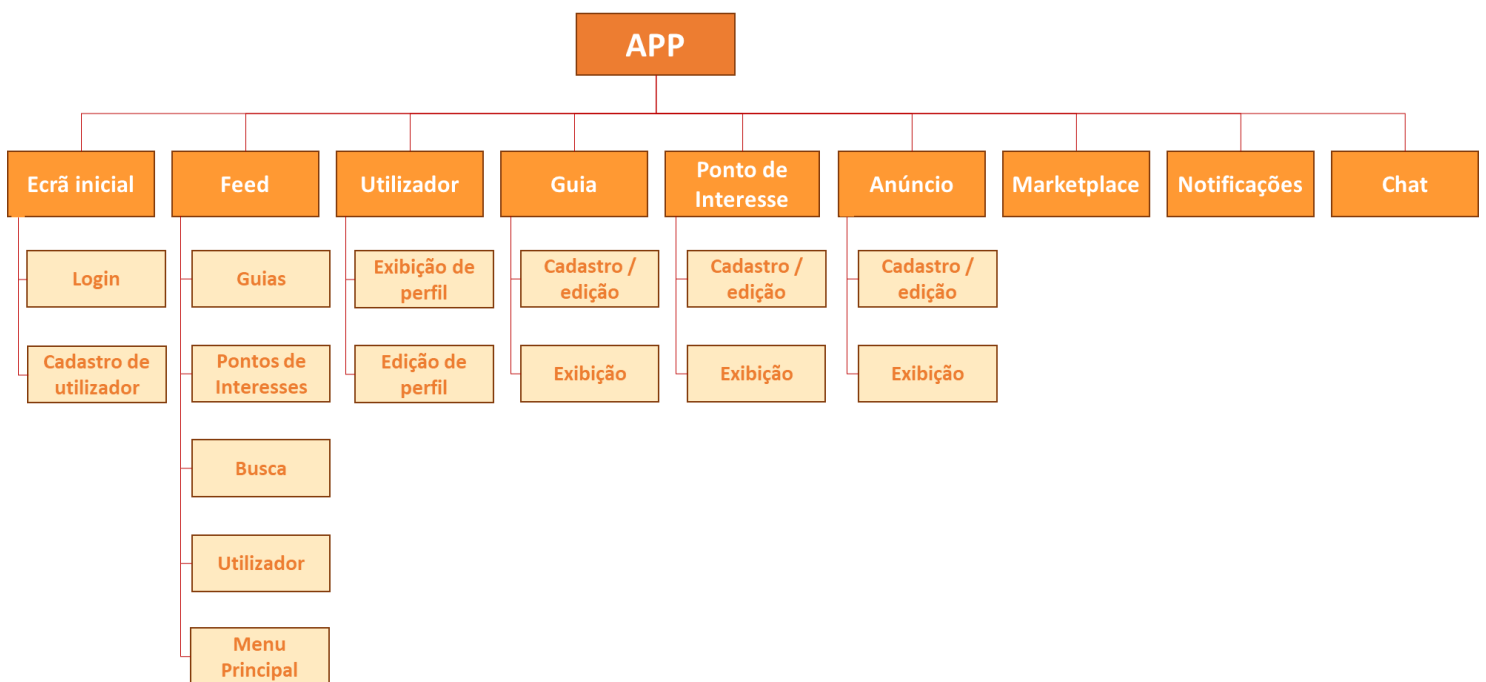 APP
Ecrã inicial
Feed
Utilizador
Guia
Ponto de
Interesse
Anúncio
Marketplace
Notificações
Chat
Login
Cadastro de
utilizador
Guias
Pontos de
Interesses
Busca
Utilizador
Menu
Principal
Exibição de
perfil
Edição de
perfil
Cadastro /
edição
Exibição
Cadastro /
edição
Exibição
Cadastro /
edição
Exibição